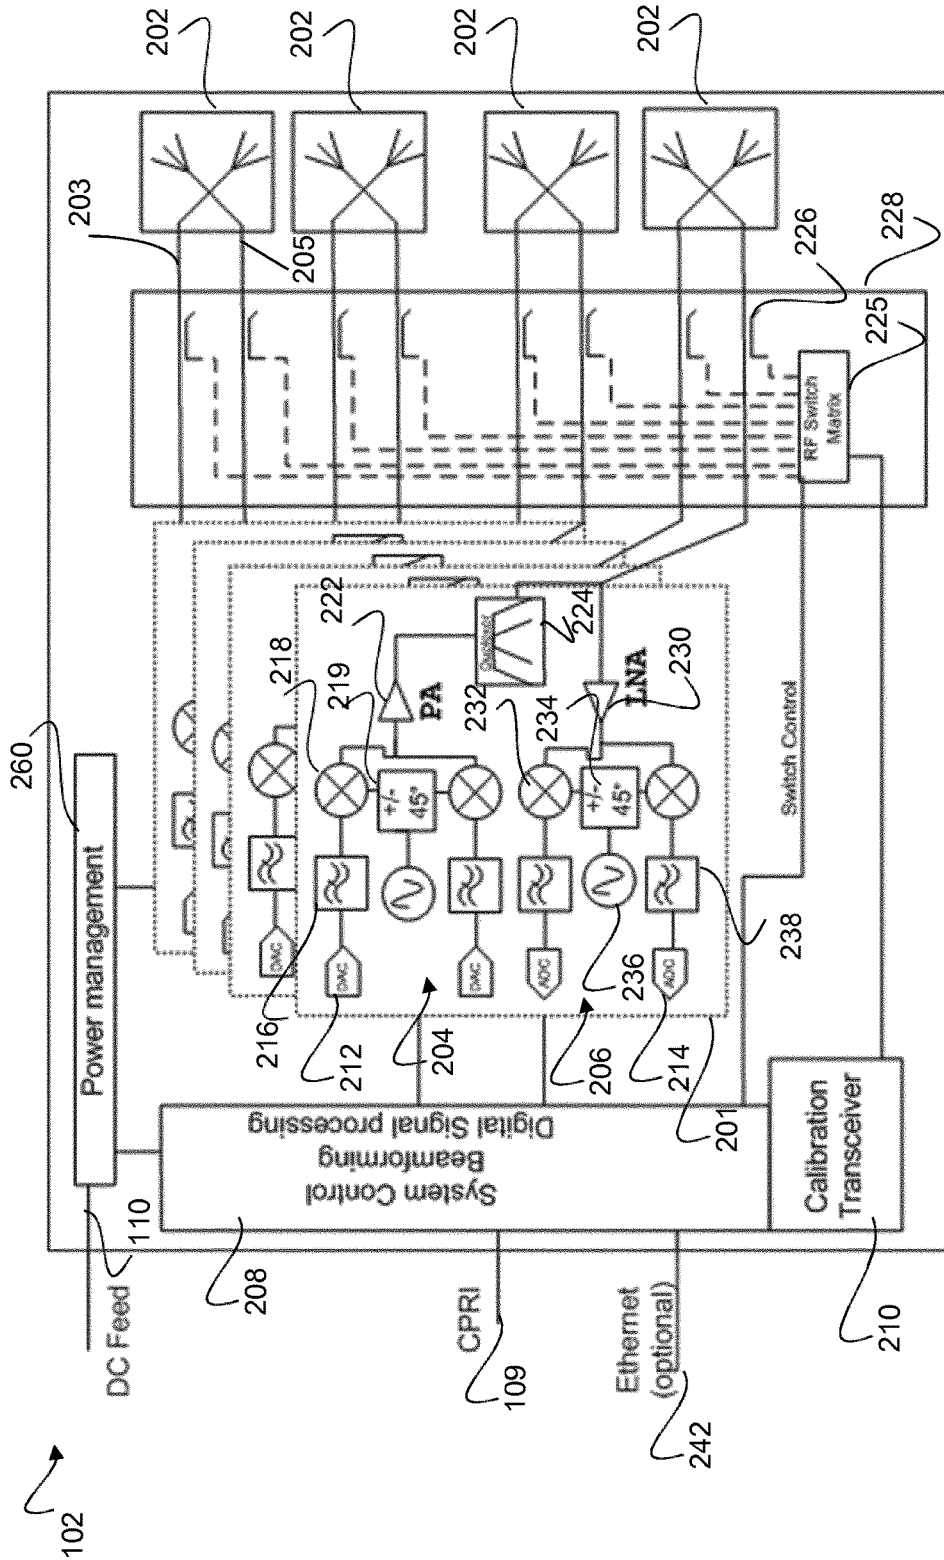 102
DC Feed
110
260
Power management
203
202
202
202
202
205
218
219
222
PA
224
Duplexer
232
234
LNA
230
226
228
225
RF Switch
Matrix
DAC
DAC
DAC
ADC
ADC
+/-
45°
+/-
45°
216
212
204
206
236
214
238
201
Switch Control
System Control
Beamforming
Digital Signal processing
208
CPRI
109
Ethernet
(optional)
242
Calibration
Transceiver
210